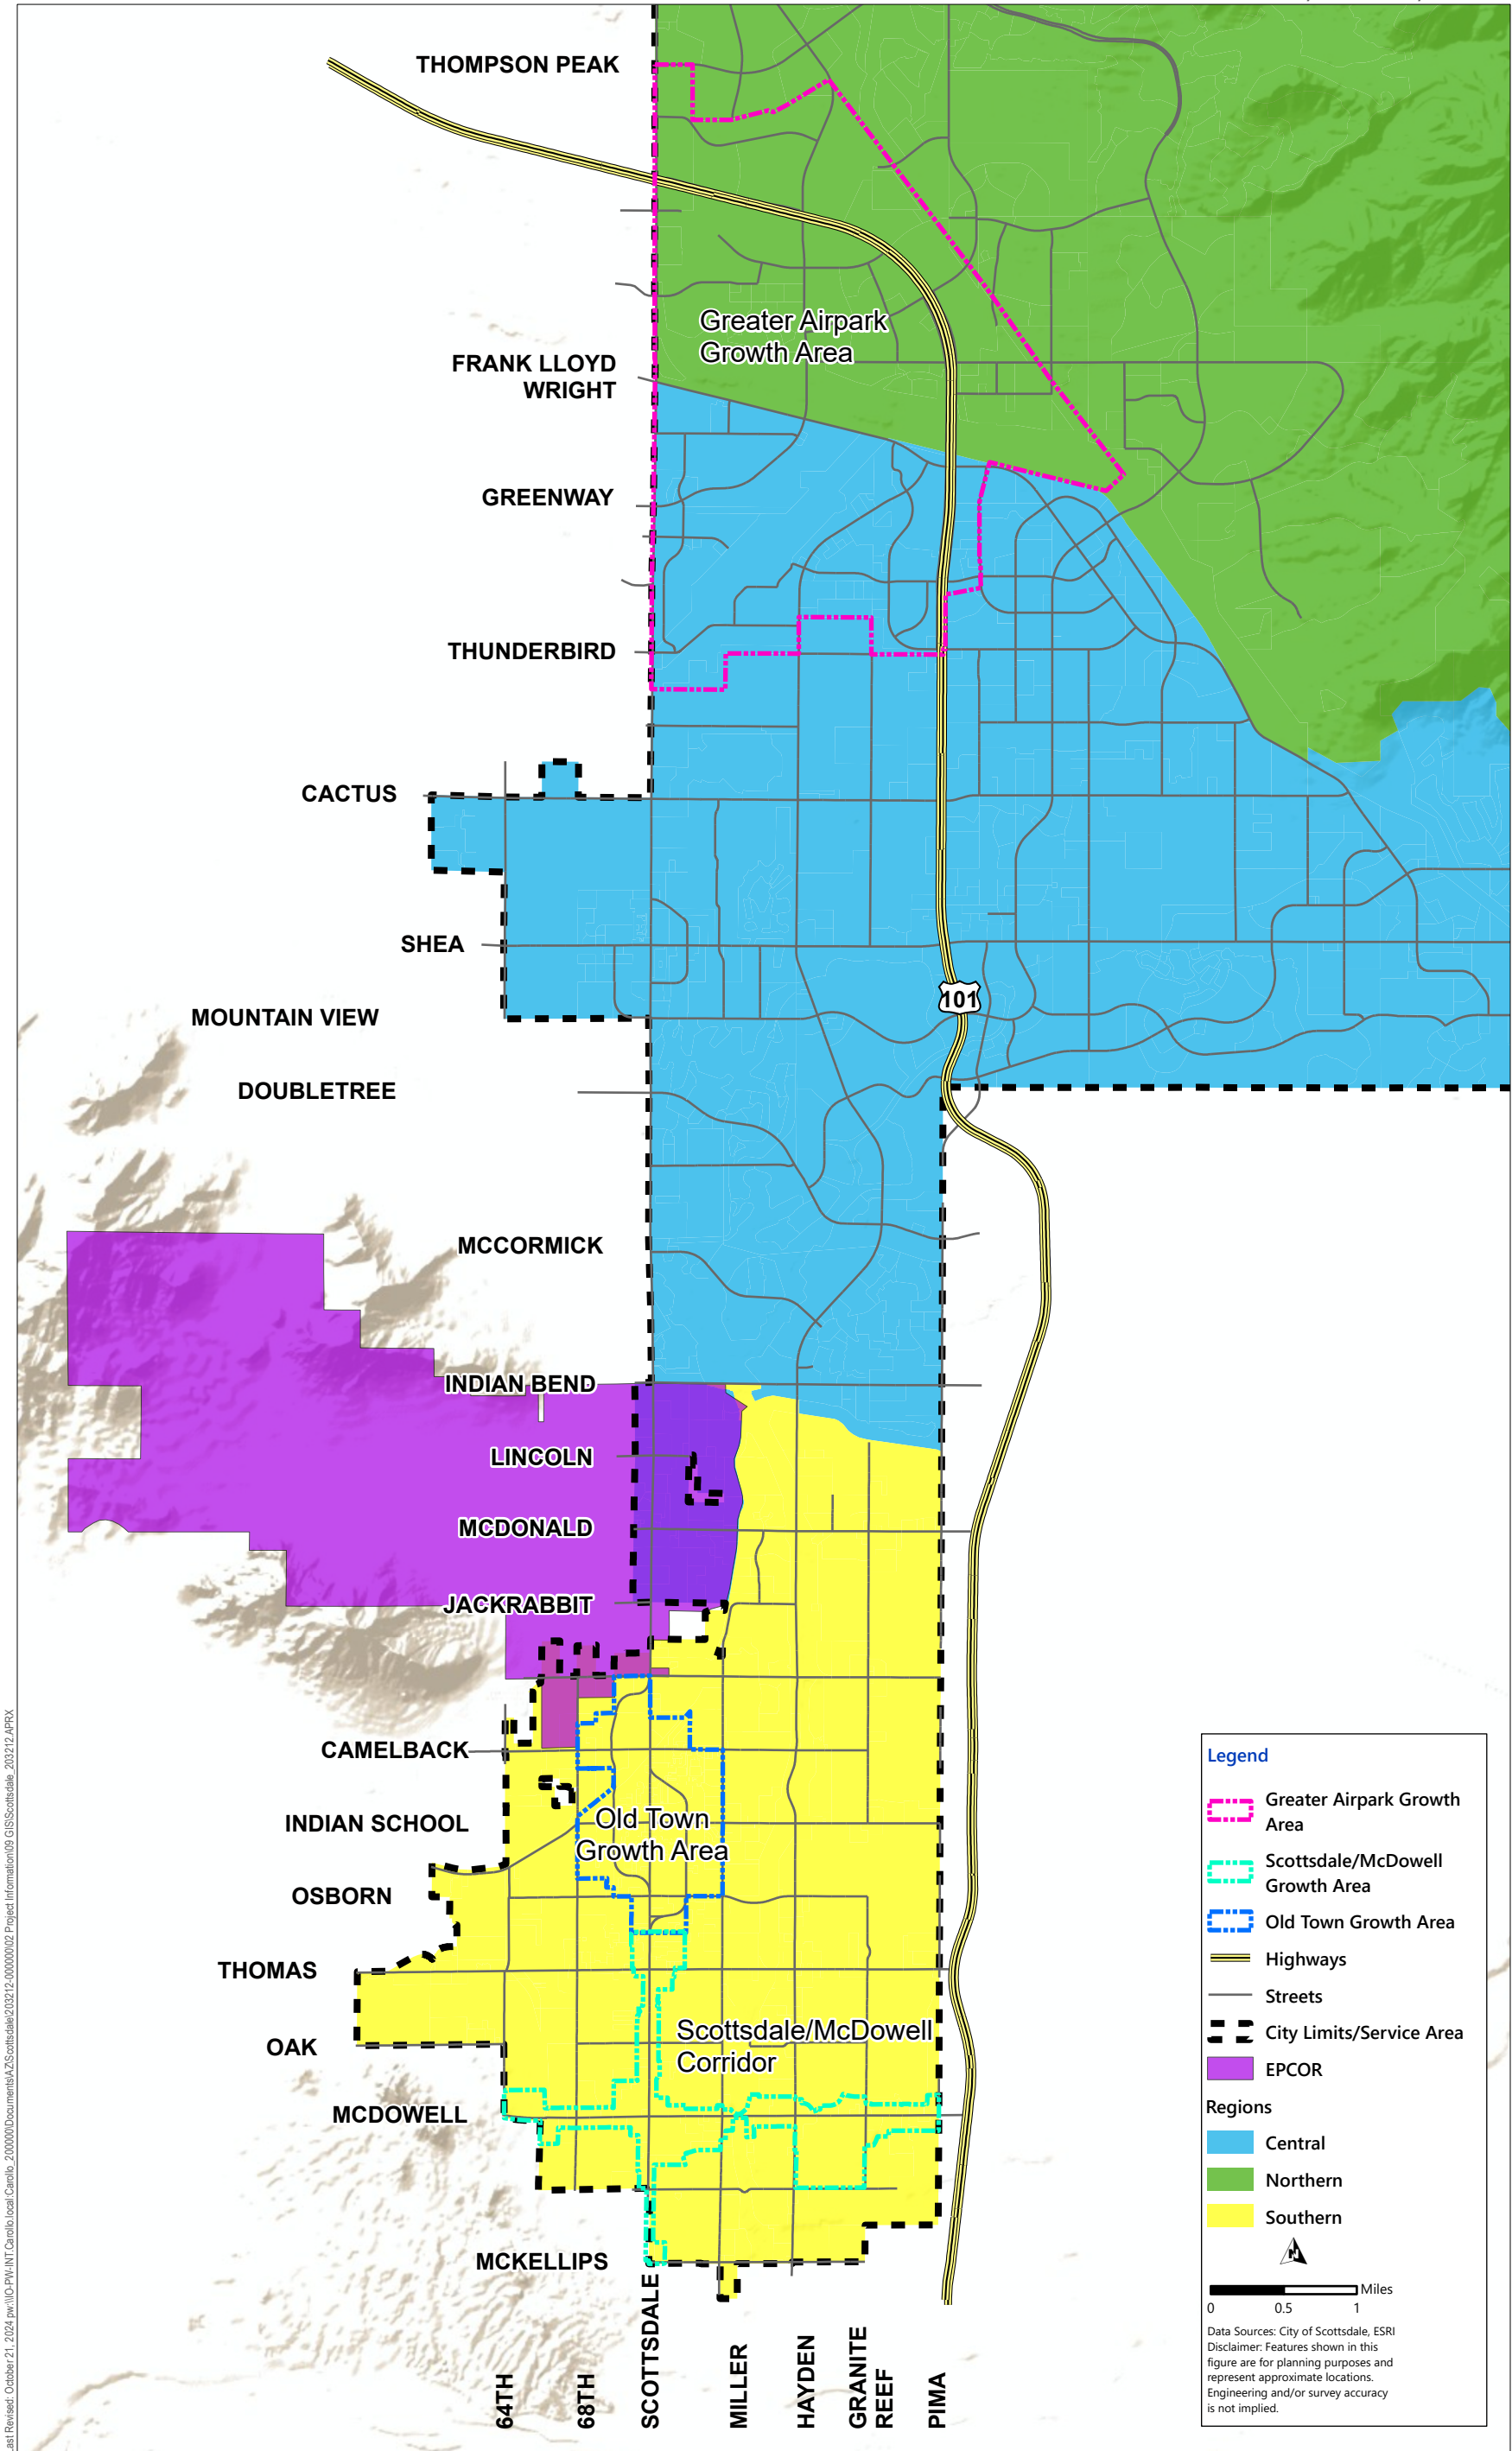 THOMPSON PEAK
Greater Airpark
Growth Area
FRANK LLOYD
WRIGHT
GREENWAY
THUNDERBIRD
CACTUS
SHEA
101
MOUNTAIN VIEW
DOUBLETREE
MCCORMICK
INDIAN BEND
LINCOLN
MCDONALD
JACKRABBIT
CAMELBACK
INDIAN SCHOOL
Old Town
Growth Area
OSBORN
THOMAS
OAK
Scottsdale/McDowell
Corridor
MCDOWELL
MCKELLIPS
64TH
68TH
SCOTTSDALE
MILLER
HAYDEN
GRANITE
REEF
PIMA
Legend
Greater Airpark Growth
Area
Scottsdale/McDowell
Growth Area
Old Town Growth Area
Highways
Streets
City Limits/Service Area
EPCOR
Regions
Central
Northern
Southern
Miles
0 0.5 1
Data Sources: City of Scottsdale, ESRI
Disclaimer: Features shown in this
figure are for planning purposes and
represent approximate locations.
Engineering and/or survey accuracy
is not implied.
Last Revised: October 21, 2024